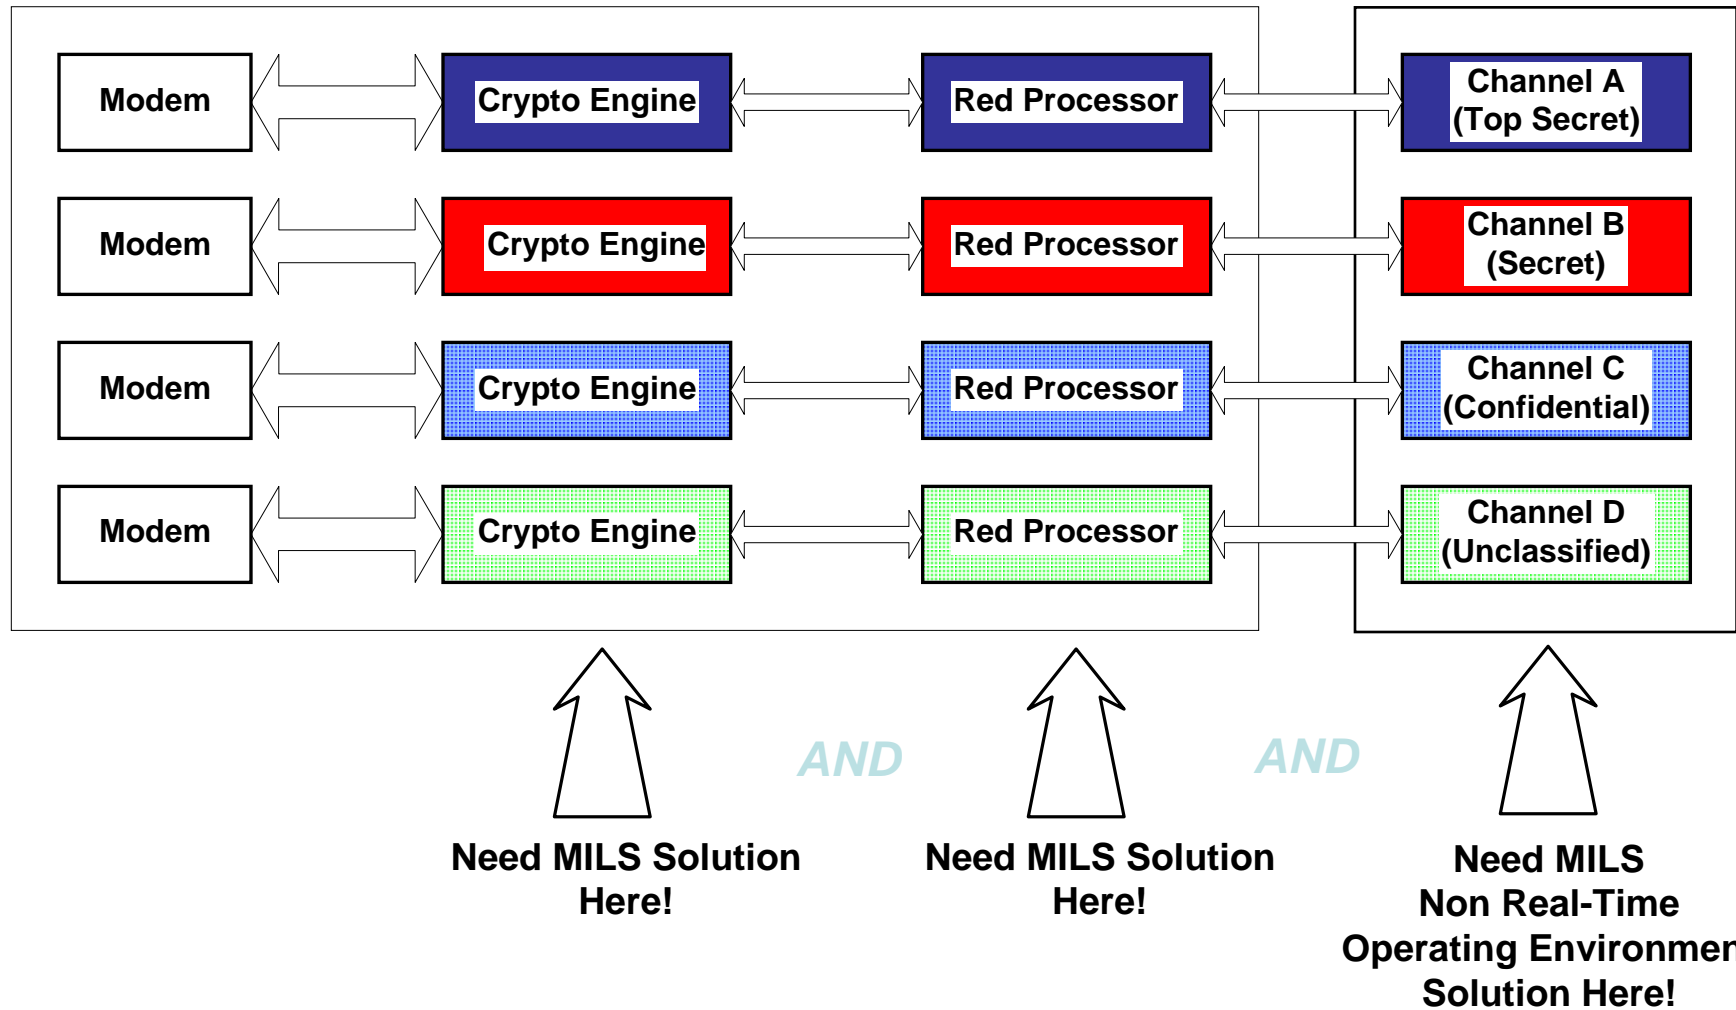 Modem
Crypto Engine
Red Processor
Channel A
(Top Secret)
Modem
Crypto Engine
Red Processor
Channel B
(Secret)
Modem
Crypto Engine
Red Processor
Channel C
(Confidential)
Modem
Crypto Engine
Red Processor
Channel D
(Unclassified)
AND
AND
Need MILS Solution
Here!
Need MILS Solution
Here!
Need MILS
Non Real-Time
Operating Environmen
Solution Here!